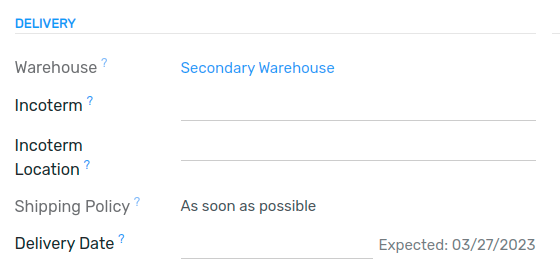 DELIVERY
Warehouse ? Secondary Warehouse
Incoterm ?
Incoterm
Location ?
Shipping Policy ? As soon as possible
Delivery Date ? Expected: 03/27/2023